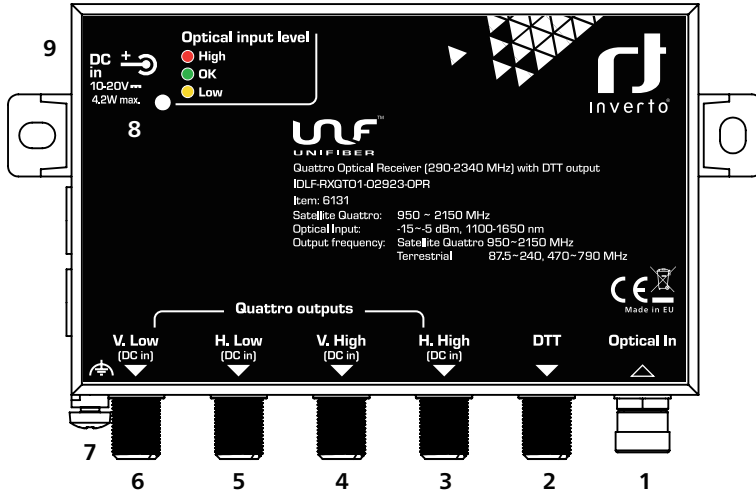 9
DC in
+
10-20V⎓
4.2W max.
8
Optical input level
High
OK
Low
inverto®
UNF™
UNIFIBER
Quattro Optical Receiver (290-2340 MHz) with DTT output
IDLF-RXQT01-O2923-OPR
Item: 6131
Satellite Quattro: 950 ~ 2150 MHz
Optical Input: -15~-5 dBm, 1100-1650 nm
Output frequency: Satellite Quattro 950~2150 MHz
Terrestrial 87.5~240, 470~790 MHz
CE
Made in EU
Quattro outputs
V. Low H. Low V. High H. High DTT Optical In
(DC in) (DC in) (DC in) (DC in)
7
6 5 4 3 2 1